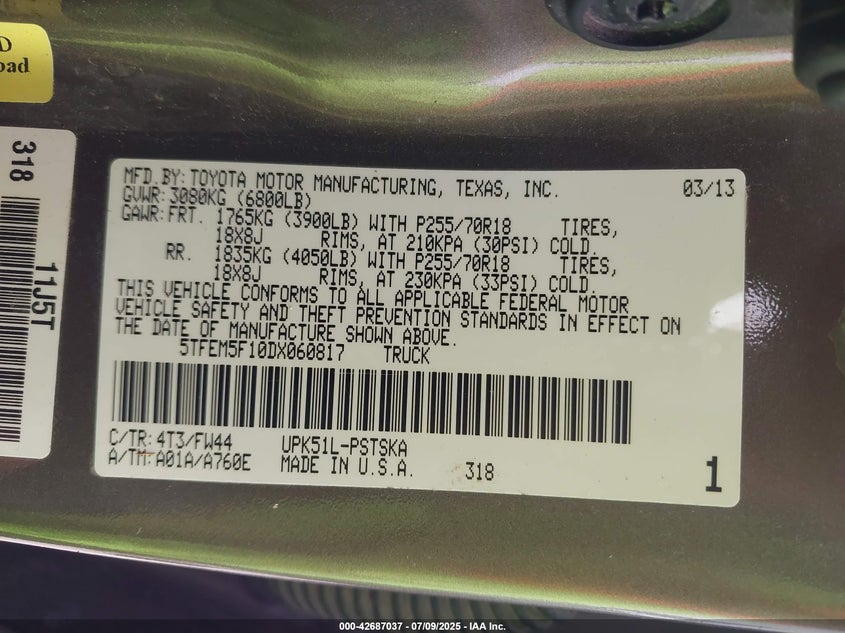 D
oad
318
11J5T
MFD.BY:TOYOTA MOTOR MANUFACTURING, TEXAS, INC. 03/13
GVWR:3080KG (6800LB)
GAWR:FRT. 1765KG (3900LB) WITH P255/70R18 TIRES,
18X8J RIMS, AT 210KPA (30PSI) COLD.
RR. 1835KG (4050LB) WITH P255/70R18 TIRES,
18X8J RIMS, AT 230KPA (33PSI) COLD.
THIS VEHICLE CONFORMS TO ALL APPLICABLE FEDERAL MOTOR
VEHICLE SAFETY AND THEFT PREVENTION STANDARDS IN EFFECT ON
THE DATE OF MANUFACTURE SHOWN ABOVE.
5TFEM5F10DX060817 TRUCK
C/TR:4T3/FW44 UPK51L-PSTSKA
A/TM:A01A/A760E MADE IN U.S.A. 318
1
000-42687037 - 07/09/2025 - IAA Inc.